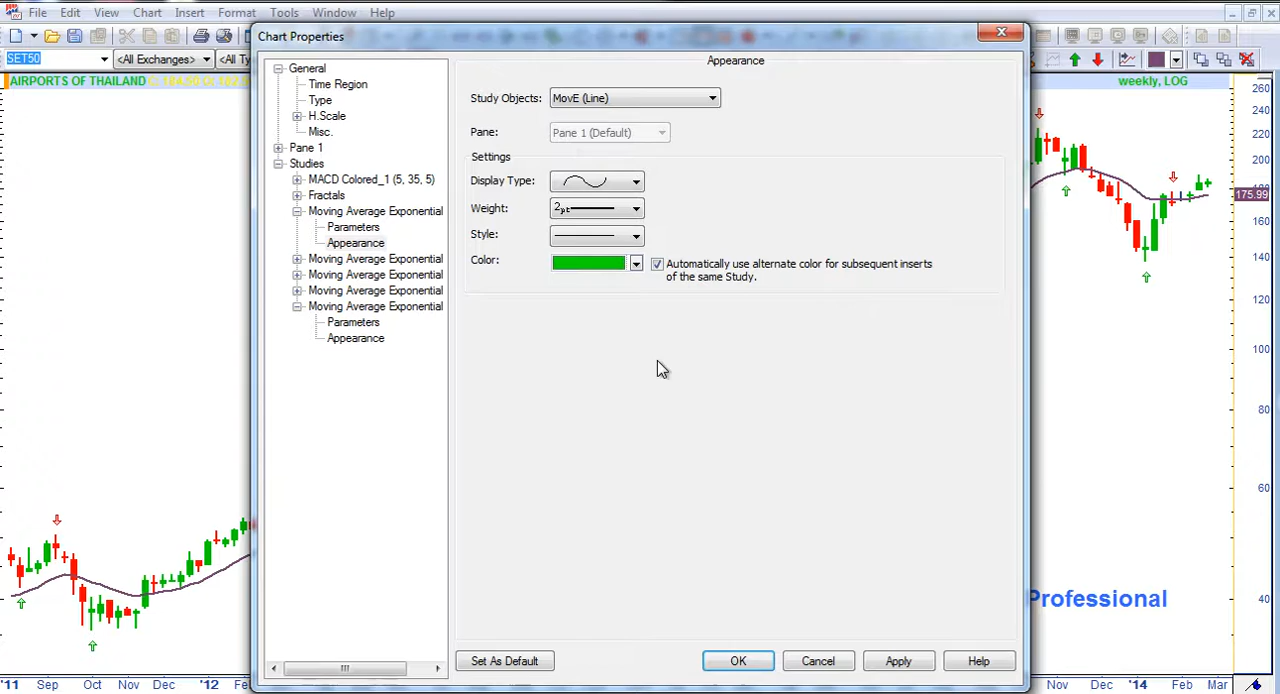 File Edit View Chart Insert Format Tools Window Help
Chart Properties
SET50 <All Exchanges> <All Ty
AIRPORTS OF THAILAND
weekly, LOG
General
Time Region
Type
H.Scale
Misc.
Pane 1
Studies
MACD Colored_1 (5, 35, 5)
Fractals
Moving Average Exponential
Parameters
Appearance
Moving Average Exponential
Moving Average Exponential
Moving Average Exponential
Moving Average Exponential
Parameters
Appearance
Appearance
Study Objects: MovE (Line)
Pane: Pane 1 (Default)
Settings
Display Type:
Weight: 2pt
Style:
Color:
Automatically use alternate color for subsequent inserts
of the same Study.
Set As Default OK Cancel Apply Help
260
240
220
200
175.99
160
140
120
100
80
60
40
Professional
'11 Sep Oct Nov Dec '12 Nov Dec '14 Feb Mar